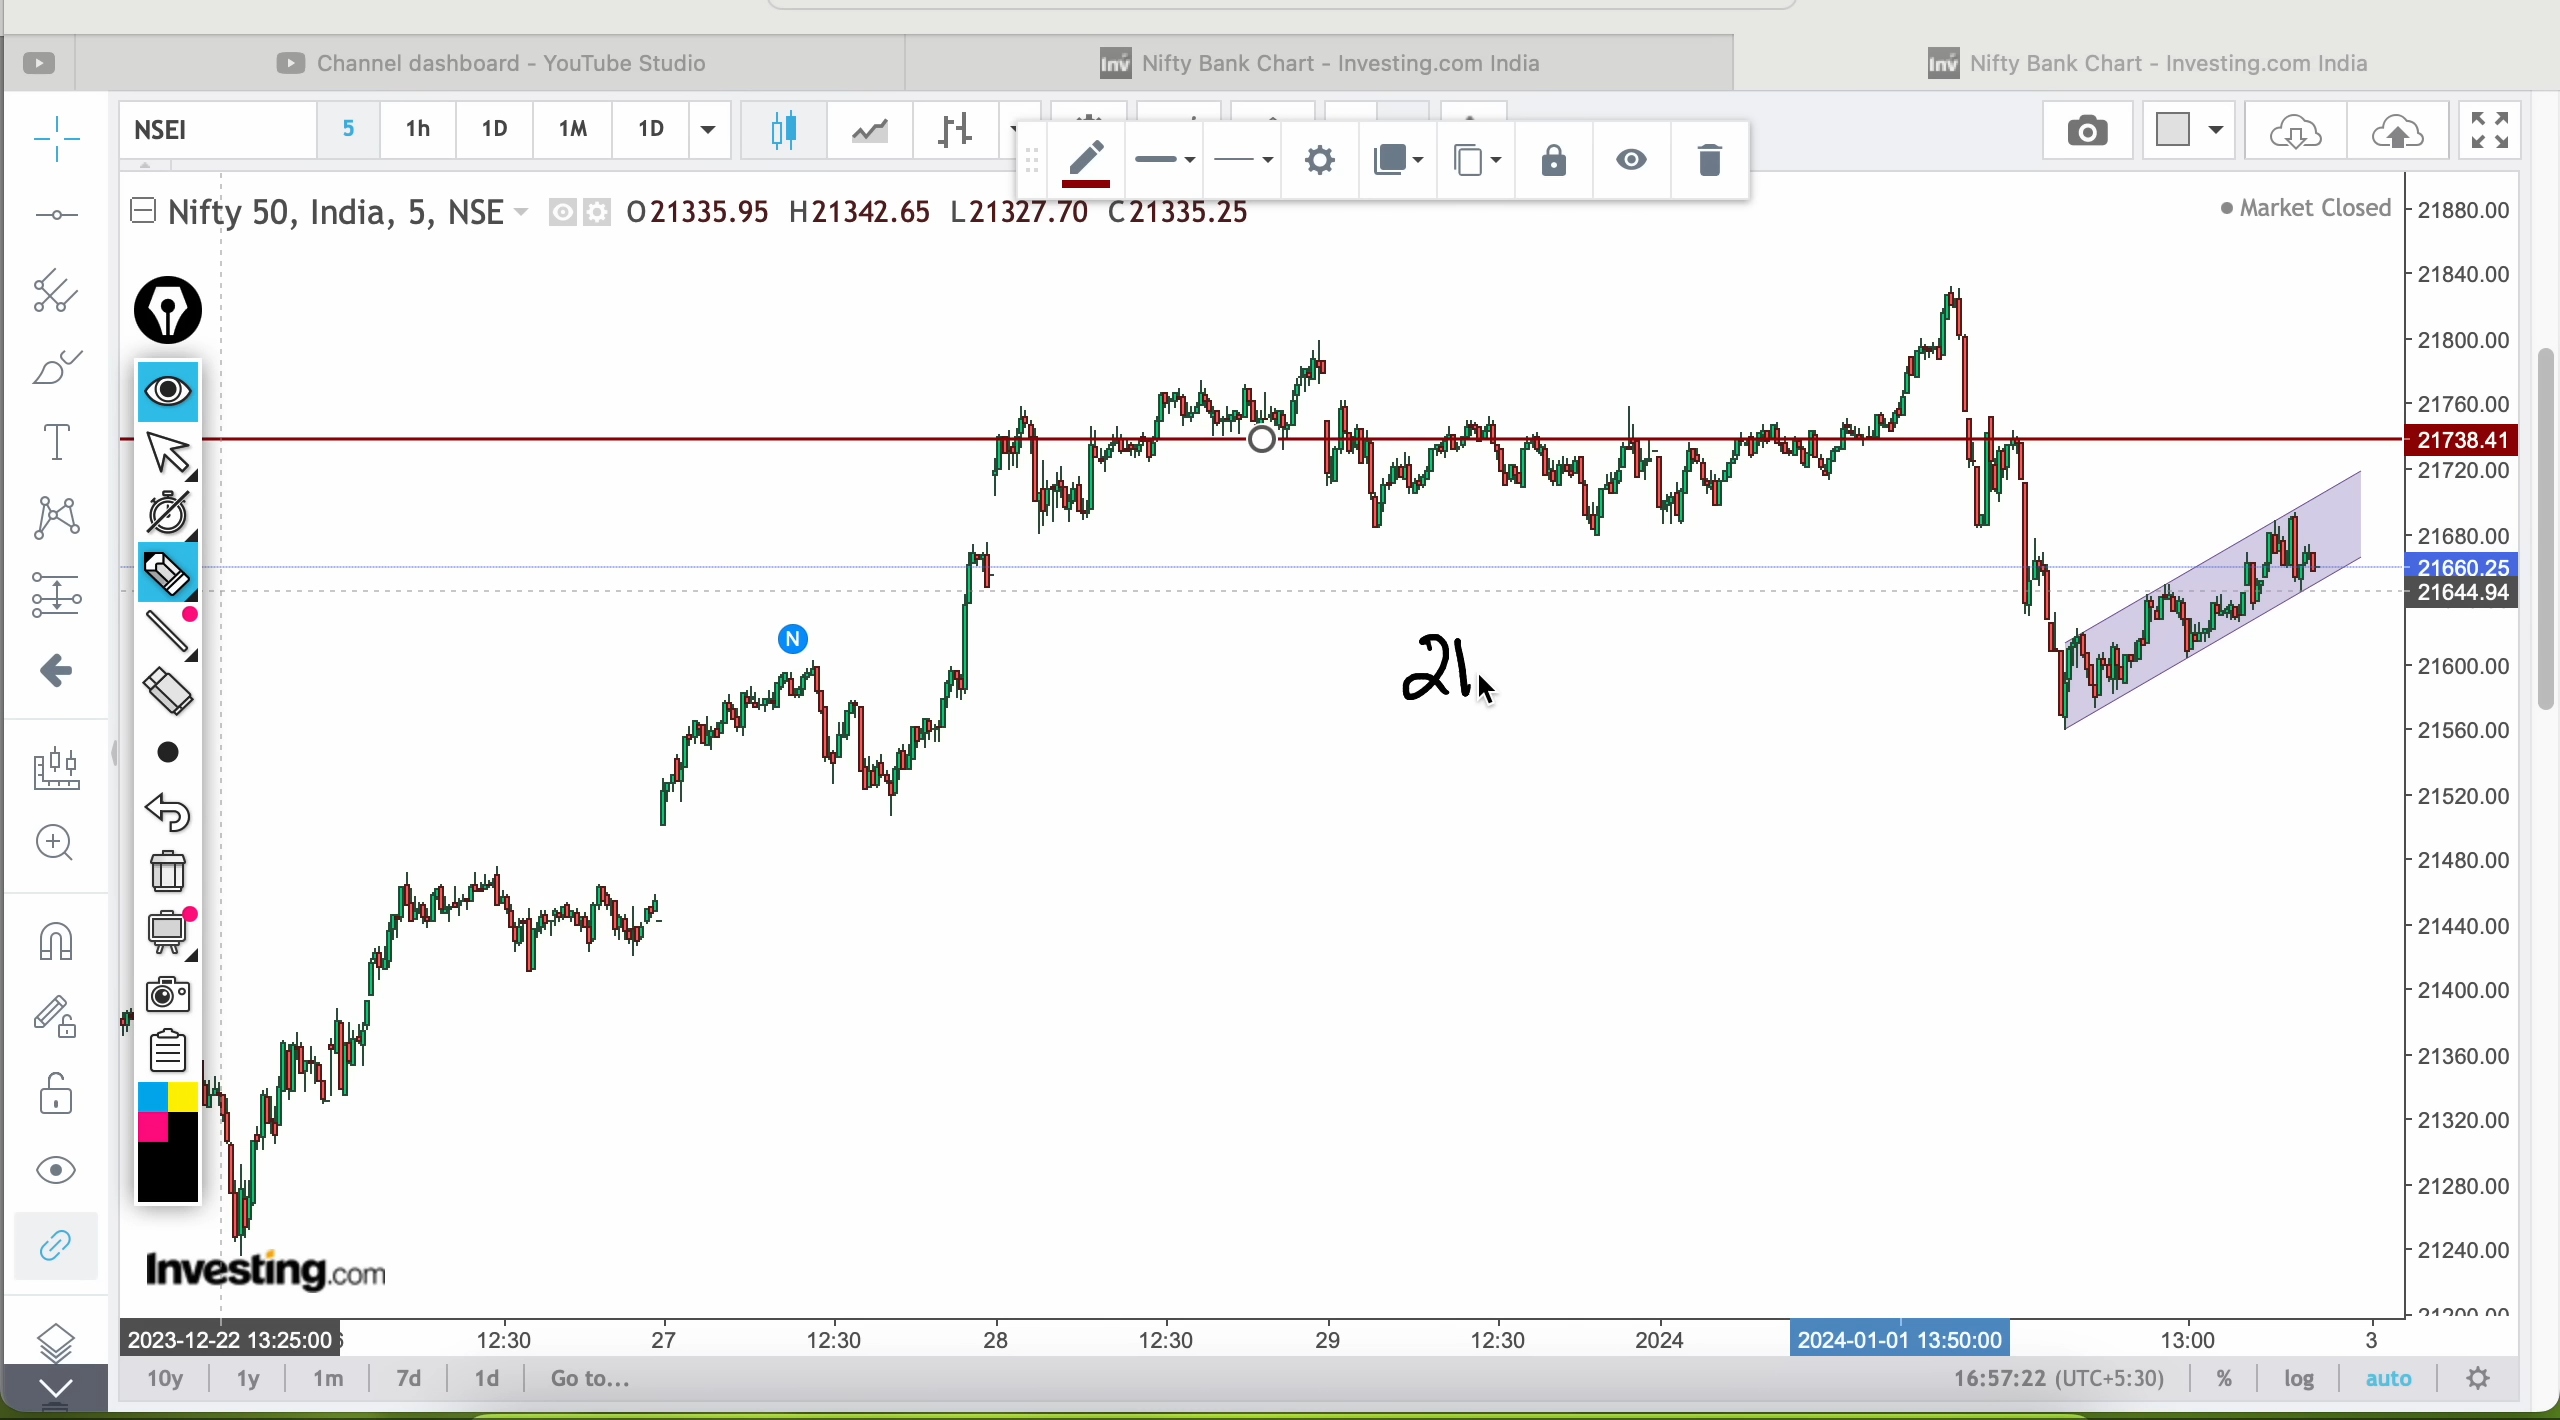 Channel dashboard - YouTube Studio
Inv Nifty Bank Chart - Investing.com India
Inv Nifty Bank Chart - Investing.com India
NSEI 5 1h 1D 1M 1D
Nifty 50, India, 5, NSE O21335.95 H21342.65 L21327.70 C21335.25
Market Closed
21880.00
21840.00
21800.00
21760.00
21738.41
21720.00
21680.00
21660.25
21644.94
N
21
21600.00
21560.00
21520.00
21480.00
21440.00
21400.00
21360.00
21320.00
21280.00
21240.00
21200.00
Investing.com
2023-12-22 13:25:00 12:30 27 12:30 28 12:30 29 12:30 2024 2024-01-01 13:50:00 13:00 3
10y 1y 1m 7d 1d Go to... 16:57:22 (UTC+5:30) % log auto